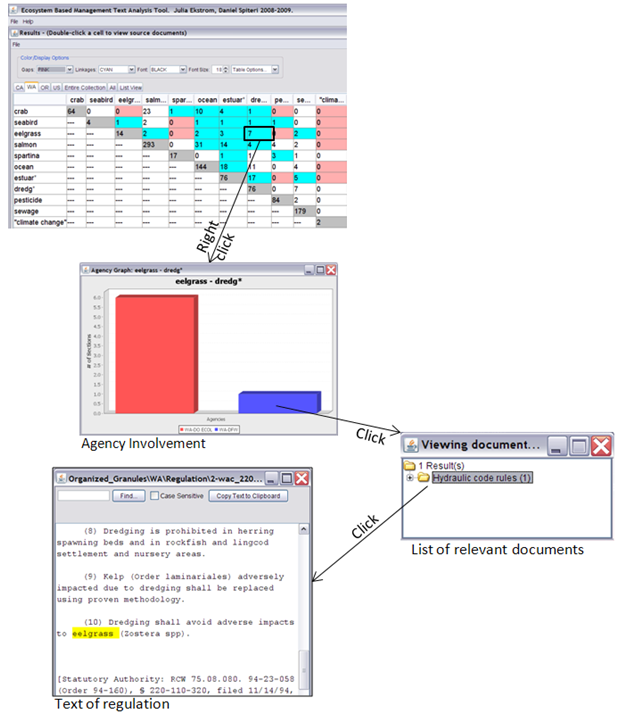 Ecosystem Based Management Text Analysis Tool. Julia Ekstrom, Daniel Spiteri 2008-2009.
File Help
Results - (Double-click a cell to view source documents)
File
Color/Display Options
Gaps: PINK Linkages: CYAN Font: BLACK Font Size: 10 Table Options...
CA WA OR US Entire Collection All List View
crab seabird eelgr... salm... spar... ocean estuar* dre... pe... se... "clima...
crab 64 0 0 23 1 10 4 1 0 0 0
seabird --- 4 1 2 0 1 1 1 1 0 0
eelgrass --- --- 14 2 0 2 3 7 0 2 0
salmon --- --- --- 293 0 31 14 4 4 2 0
spartina --- --- --- --- 17 0 1 1 3 1 0
ocean --- --- --- --- --- 144 18 11 0 4 0
estuar* --- --- --- --- --- --- 76 17 0 5 0
dredg* --- --- --- --- --- --- --- 76 0 7 0
pesticide --- --- --- --- --- --- --- --- 84 2 0
sewage --- --- --- --- --- --- --- --- --- 179 0
"climate change" --- --- --- --- --- --- --- --- --- --- 2
Right
click
Agency Graph: eelgrass - dredg*
eelgrass - dredg*
6.0
5.5
5.0
4.5
4.0
3.5
3.0
2.5
2.0
1.5
1.0
0.5
0.0
# of Sections
Agencies
WA-DO ECOL WA-DFW
Agency Involvement
Click
Viewing document...
1 Result(s)
Hydraulic code rules (1)
List of relevant documents
Click
Organized_Granules\WA\Regulation\2-wac_220...
Find... Case Sensitive Copy Text to Clipboard
(8) Dredging is prohibited in herring
spawning beds and in rockfish and lingcod
settlement and nursery areas.
(9) Kelp (Order laminariales) adversely
impacted due to dredging shall be replaced
using proven methodology.
(10) Dredging shall avoid adverse impacts
to eelgrass (Zostera spp).
[Statutory Authority: RCW 75.08.080. 94-23-058
(Order 94-160), § 220-110-320, filed 11/14/94,
Text of regulation